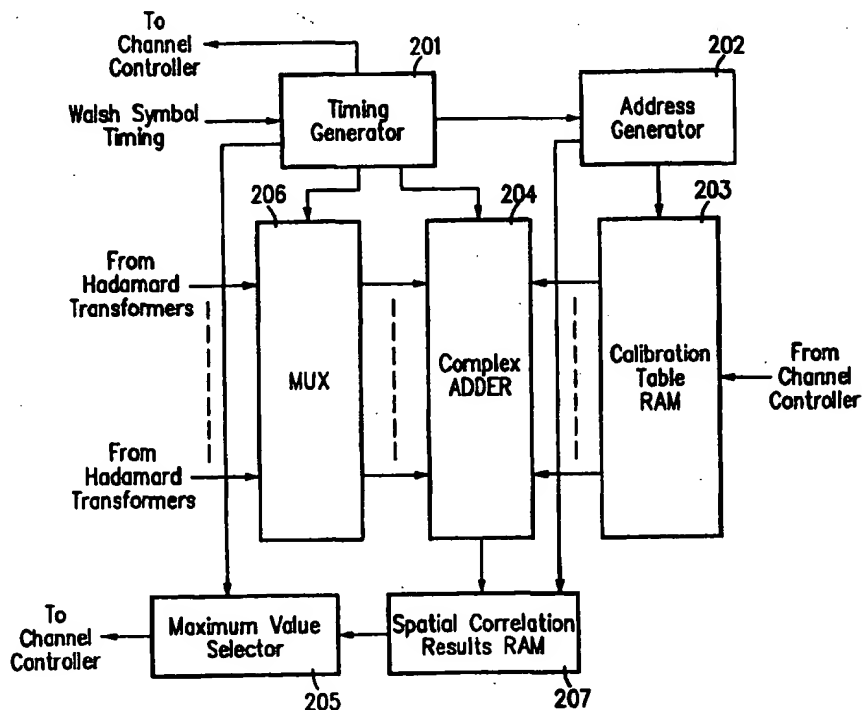 To
Channel
Controller
201
202
Walsh Symbol
Timing
Timing
Generator
Address
Generator
206
204
203
From
Hadamard
Transformers
MUX
Complex
ADDER
Calibration
Table
RAM
From
Channel
Controller
From
Hadamard
Transformers
To
Channel
Controller
Maximum Value
Selector
Spatial Correlation
Results RAM
205
207